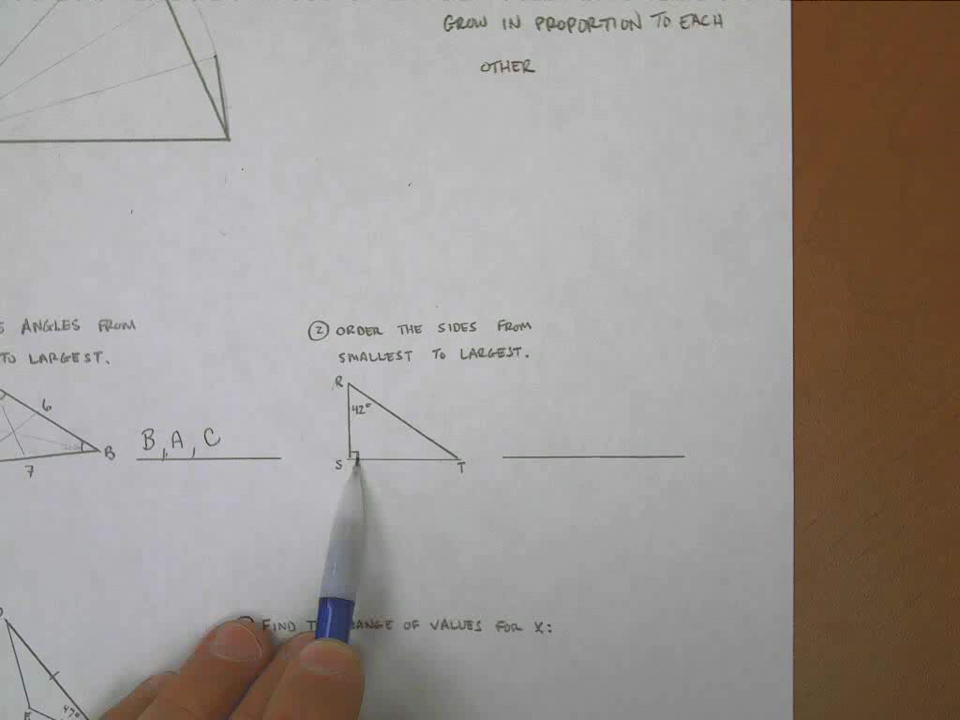 GROW IN PROPORTION TO EACH
OTHER
ANGLES FROM
TO LARGEST.
6
7
B
B, A, C
② ORDER THE SIDES FROM
SMALLEST TO LARGEST.
R
42°
S
T
FIND OF VALUES FOR X:
47°